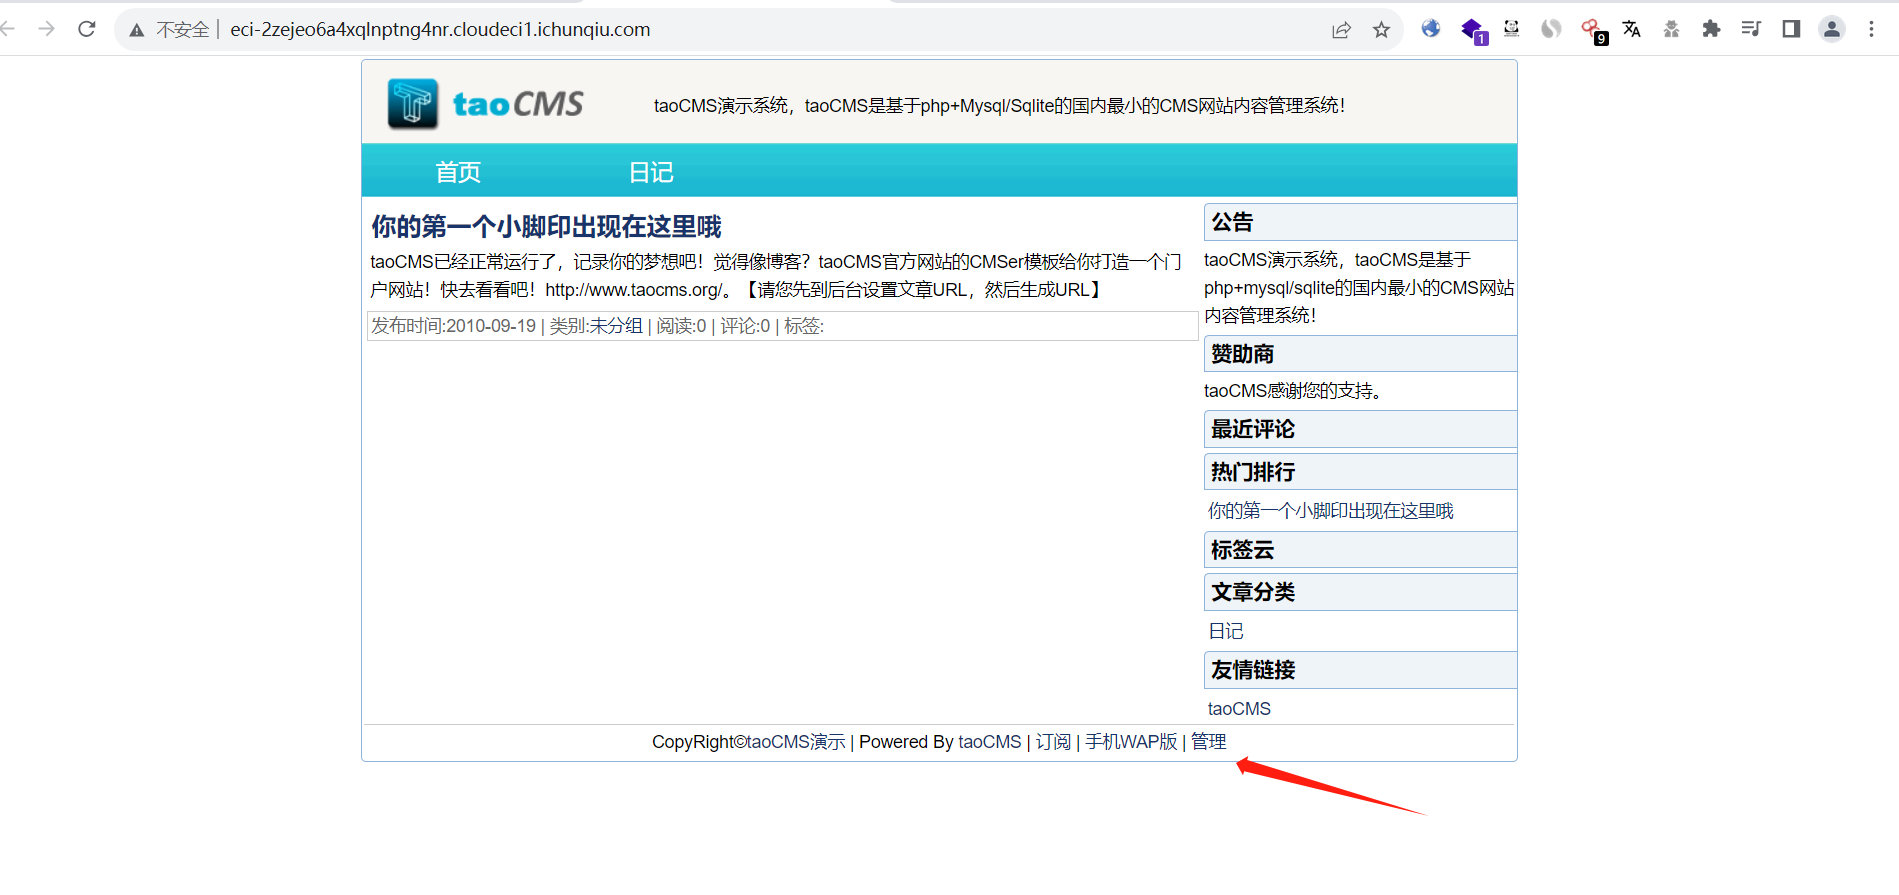 不安全 | eci-2zejeo6a4xqlnptng4nr.cloudeci1.ichunqiu.com
1
9
taoCMS
taoCMS演示系统，taoCMS是基于php+Mysql/Sqlite的国内最小的CMS网站内容管理系统！
首页 日记
你的第一个小脚印出现在这里哦
taoCMS已经正常运行了，记录你的梦想吧！觉得像博客？taoCMS官方网站的CMSer模板给你打造一个门
户网站！快去看看吧！http://www.taocms.org/。【请您先到后台设置文章URL，然后生成URL】
发布时间:2010-09-19 | 类别:未分组 | 阅读:0 | 评论:0 | 标签:
公告
taoCMS演示系统，taoCMS是基于
php+mysql/sqlite的国内最小的CMS网站
内容管理系统！
赞助商
taoCMS感谢您的支持。
最近评论
热门排行
你的第一个小脚印出现在这里哦
标签云
文章分类
日记
友情链接
taoCMS
CopyRight©taoCMS演示 | Powered By taoCMS | 订阅 | 手机WAP版 | 管理